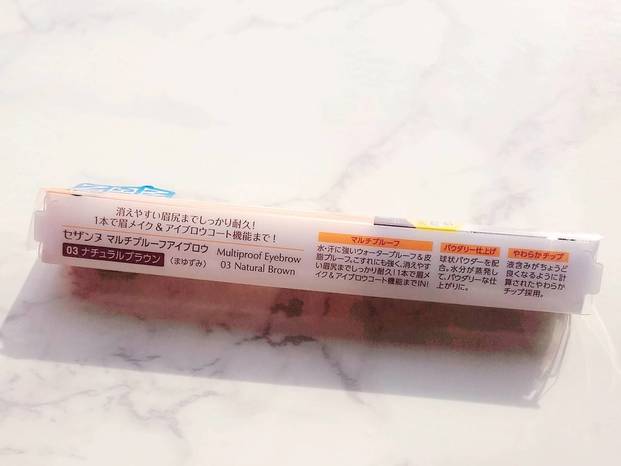 消えやすい眉尻までしっかり耐久!
1本で眉メイク&アイブロウコート機能まで!
セザンヌ マルチプルーフアイブロウ
03 ナチュラルブラウン
〈まゆずみ〉
Multiproof Eyebrow
03 Natural Brown
マルチプルーフ
水・汗に強いウォータープルーフ&皮
脂プルーフ。こすれにも強く、消えやす
い眉尻までしっかり耐久!1本で眉メ
イク&アイブロウコート機能までIN!
パウダリー仕上げ
球状パウダーを配
合。水分が蒸発し
て、パウダリーな仕
上がりに。
やわらかチップ
液含みがちょうど
良くなるように計
算されたやわらか
チップ採用。